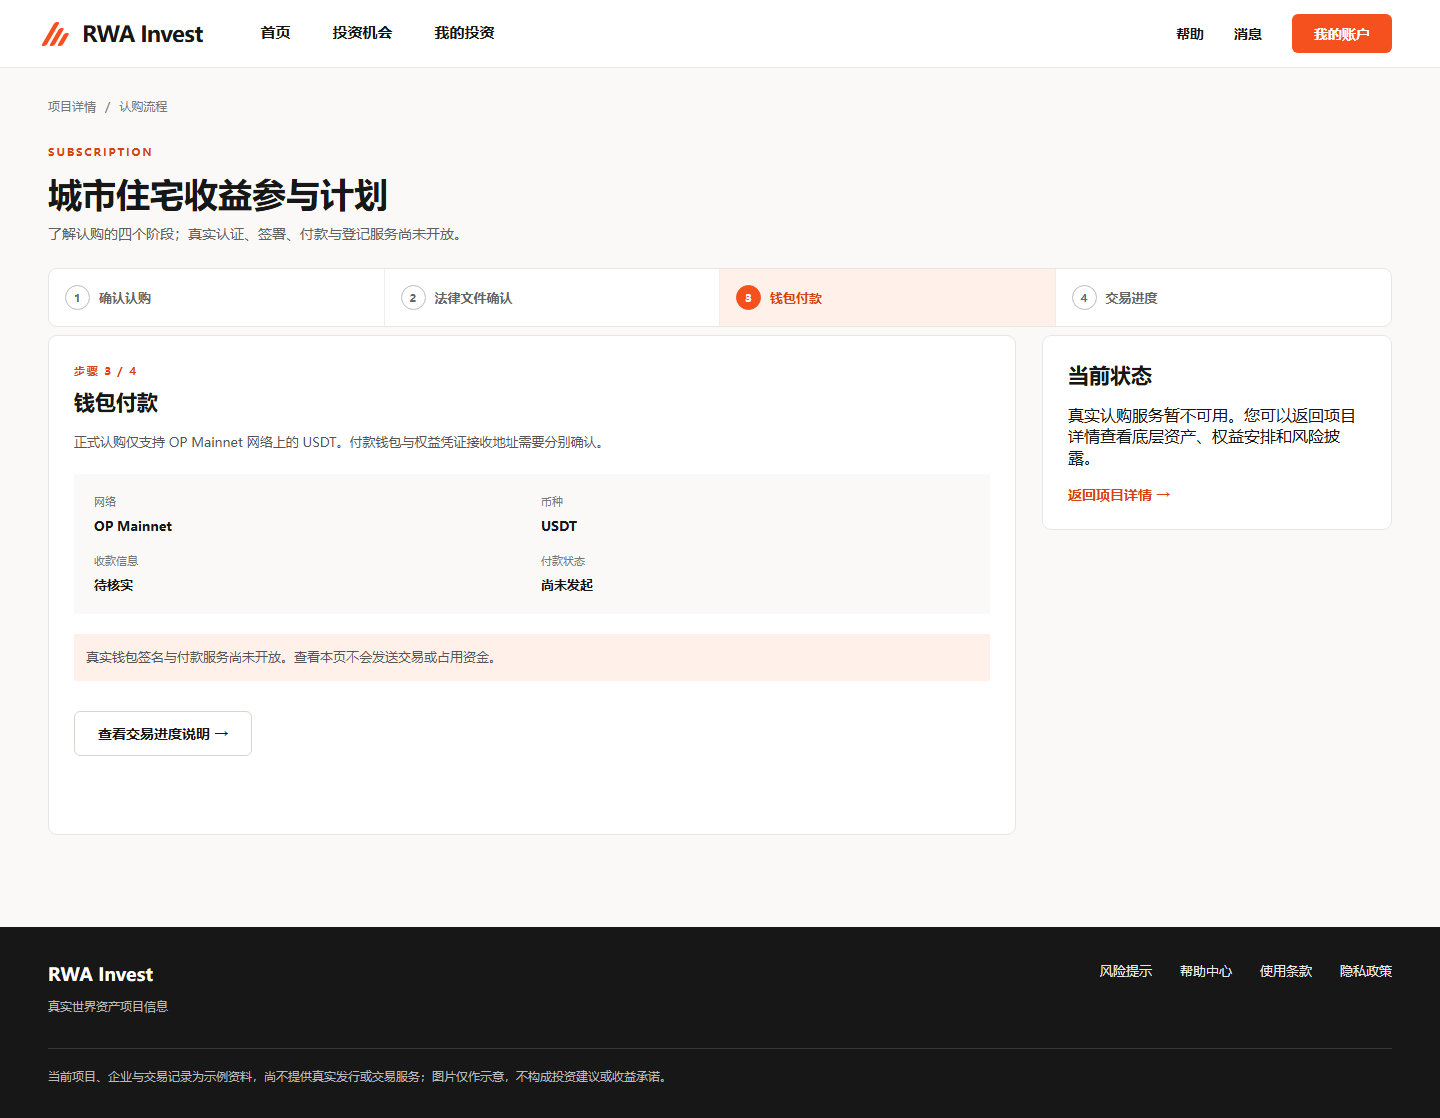 RWA Invest
首页
投资机会
我的投资
帮助
消息
我的账户
项目详情 / 认购流程
SUBSCRIPTION
城市住宅收益参与计划
了解认购的四个阶段；真实认证、签署、付款与登记服务尚未开放。
1 确认认购
2 法律文件确认
3 钱包付款
4 交易进度
步骤 3 / 4
钱包付款
正式认购仅支持 OP Mainnet 网络上的 USDT。付款钱包与权益凭证接收地址需要分别确认。
网络
OP Mainnet
币种
USDT
收款信息
待核实
付款状态
尚未发起
真实钱包签名与付款服务尚未开放。查看本页不会发送交易或占用资金。
查看交易进度说明 →
当前状态
真实认购服务暂不可用。您可以返回项目
详情查看底层资产、权益安排和风险披
露。
返回项目详情 →
RWA Invest
真实世界资产项目信息
风险提示
帮助中心
使用条款
隐私政策
当前项目、企业与交易记录为示例资料，尚不提供真实发行或交易服务；图片仅作示意，不构成投资建议或收益承诺。